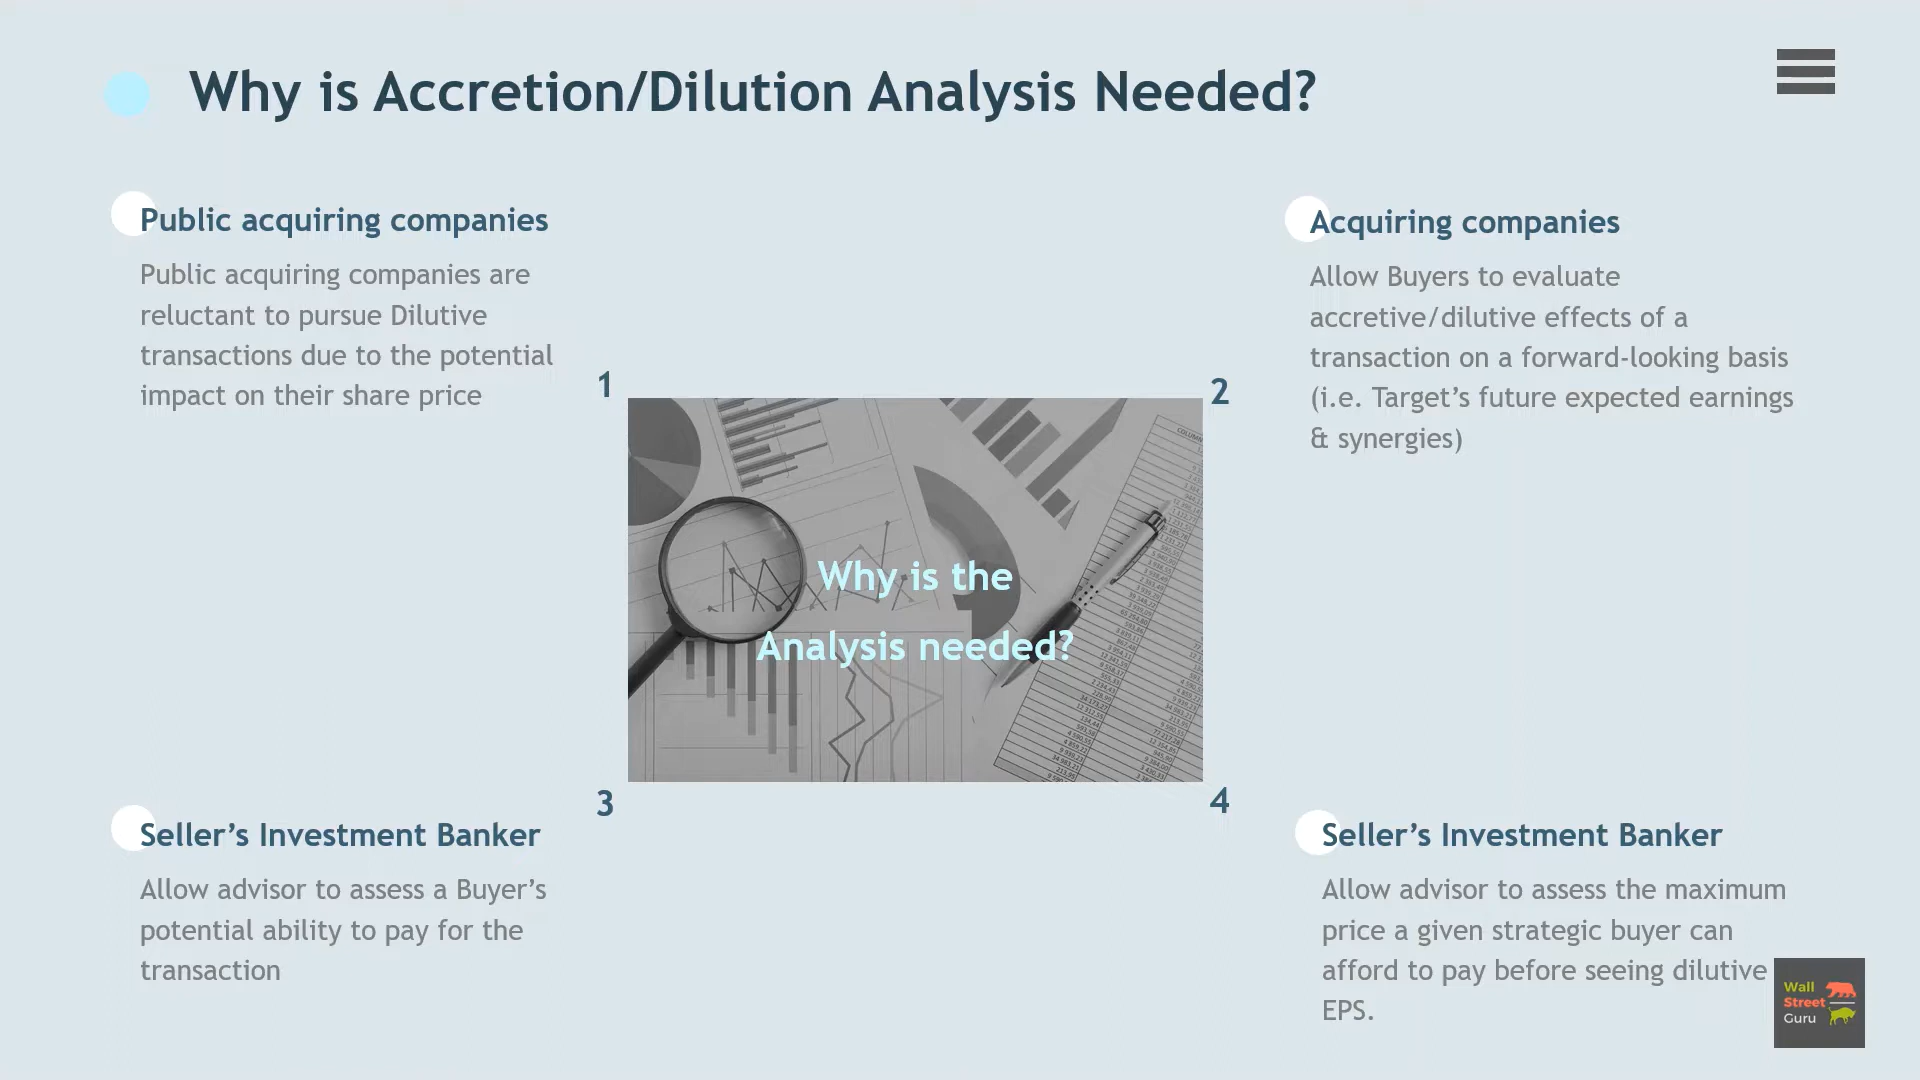 Why is Accretion/Dilution Analysis Needed?
Public acquiring companies
Public acquiring companies are
reluctant to pursue Dilutive
transactions due to the potential
impact on their share price
Acquiring companies
Allow Buyers to evaluate
accretive/dilutive effects of a
transaction on a forward-looking basis
(i.e. Target’s future expected earnings
& synergies)
1
2
Why is the
Analysis needed?
3
4
Seller’s Investment Banker
Allow advisor to assess a Buyer’s
potential ability to pay for the
transaction
Seller’s Investment Banker
Allow advisor to assess the maximum
price a given strategic buyer can
afford to pay before seeing dilutive
EPS.
Wall
Street
Guru